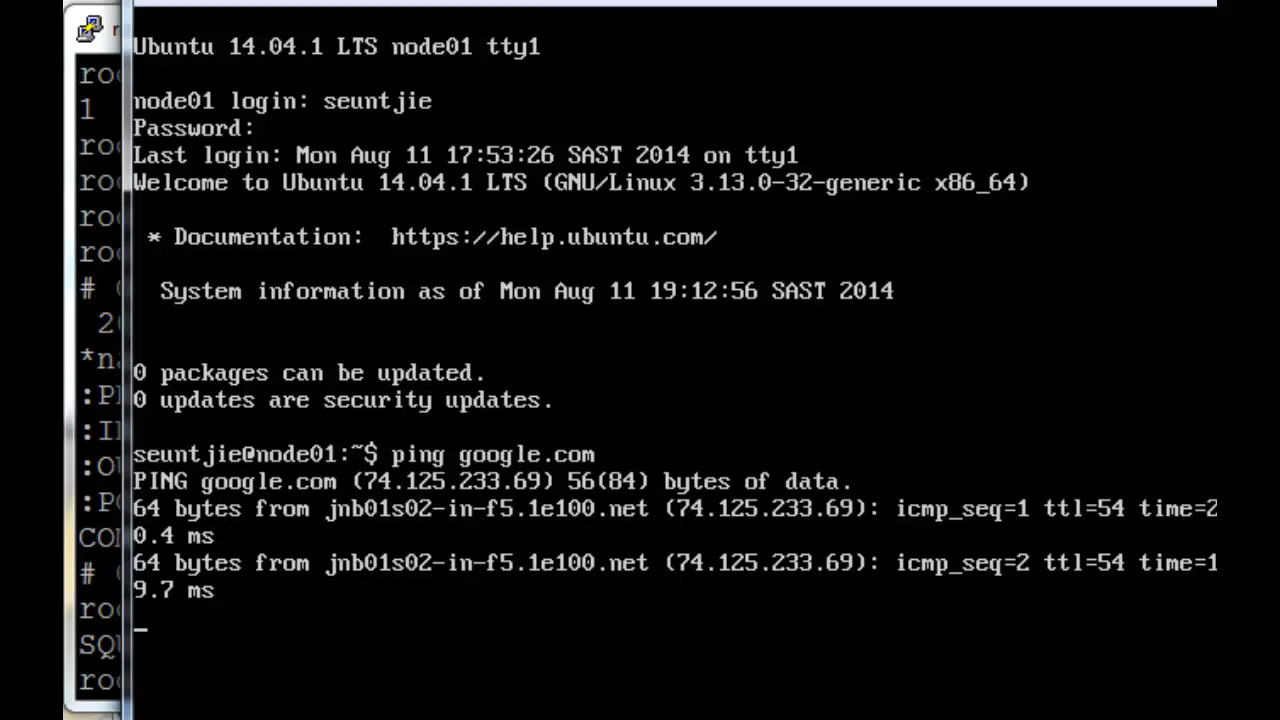 Ubuntu 14.04.1 LTS node01 tty1
node01 login: seuntjie
Password:
Last login: Mon Aug 11 17:53:26 SAST 2014 on tty1
Welcome to Ubuntu 14.04.1 LTS (GNU/Linux 3.13.0-32-generic x86_64)
* Documentation:  https://help.ubuntu.com/
System information as of Mon Aug 11 19:12:56 SAST 2014
0 packages can be updated.
0 updates are security updates.
seuntjie@node01:~$ ping google.com
PING google.com (74.125.233.69) 56(84) bytes of data.
64 bytes from jnb01s02-in-f5.1e100.net (74.125.233.69): icmp_seq=1 ttl=54 time=2
0.4 ms
64 bytes from jnb01s02-in-f5.1e100.net (74.125.233.69): icmp_seq=2 ttl=54 time=1
9.7 ms